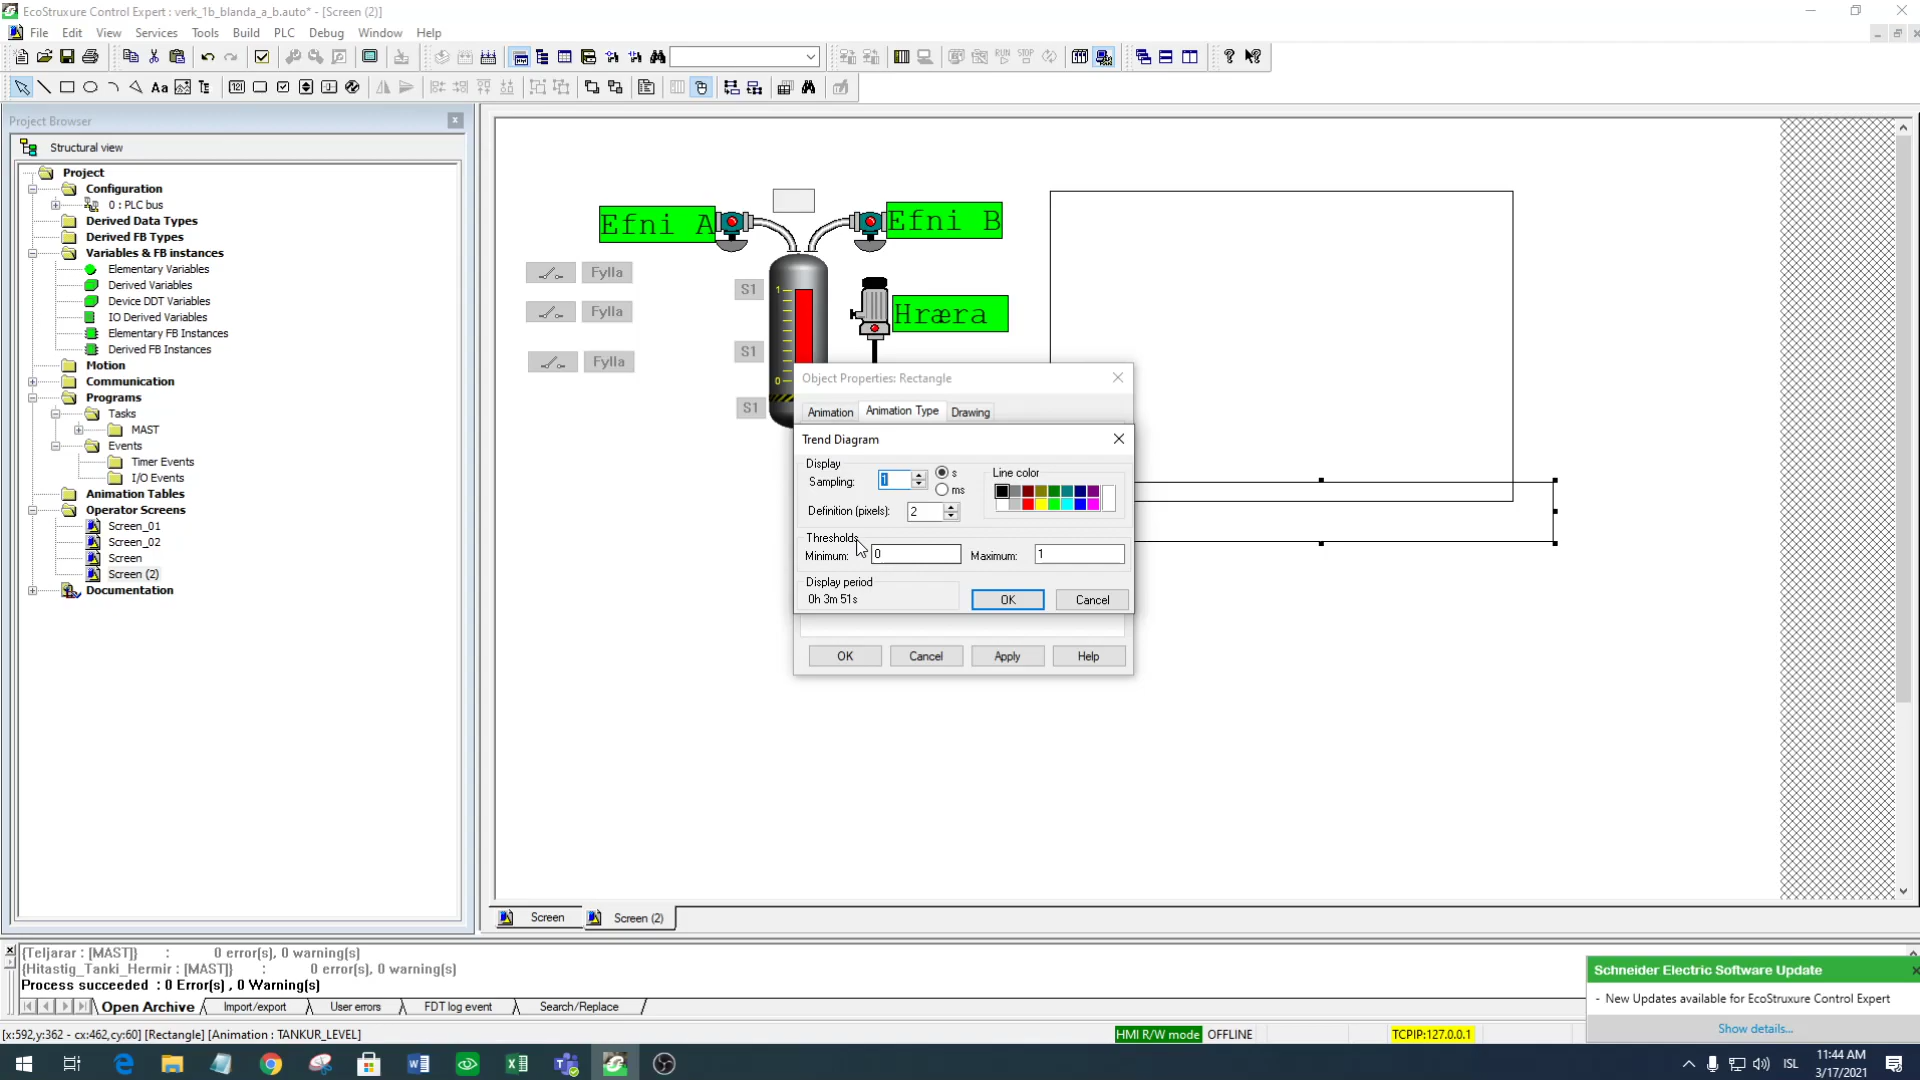 EcoStruxure Control Expert : verk_1b_blanda_a_b.auto* - [Screen (2)]
File Edit View Services Tools Build PLC Debug Window Help
RUN STOP
Aa
Project Browser
Structural view
Project
Configuration
0 : PLC bus
Derived Data Types
Derived FB Types
Variables & FB instances
Elementary Variables
Derived Variables
Device DDT Variables
IO Derived Variables
Elementary FB Instances
Derived FB Instances
Motion
Communication
Programs
Tasks
MAST
Events
Timer Events
I/O Events
Animation Tables
Operator Screens
Screen_01
Screen_02
Screen
Screen (2)
Documentation
Efni A
Efni B
Fylla
S1
1
Fylla
Hræra
S1
Fylla
0
S1
Object Properties: Rectangle
Animation Animation Type Drawing
Trend Diagram
Display
Sampling: 1 s
ms
Line color
Definition (pixels): 2
Thresholds
Minimum: 0 Maximum: 1
Display period
0h 3m 51s
OK Cancel
OK Cancel Apply Help
Screen Screen (2)
{Teljarar : [MAST]} : 0 error(s), 0 warning(s)
{Hitastig_Tanki_Hermir : [MAST]} : 0 error(s), 0 warning(s)
Process succeeded : 0 Error(s) , 0 Warning(s)
Open Archive Import/export User errors FDT log event Search/Replace
Schneider Electric Software Update
- New Updates available for EcoStruxure Control Expert
Show details...
[x:592,y:362 - cx:462,cy:60] [Rectangle] [Animation : TANKUR_LEVEL]
HMI R/W mode OFFLINE TCPIP:127.0.0.1
ISL
11:44 AM
3/17/2021